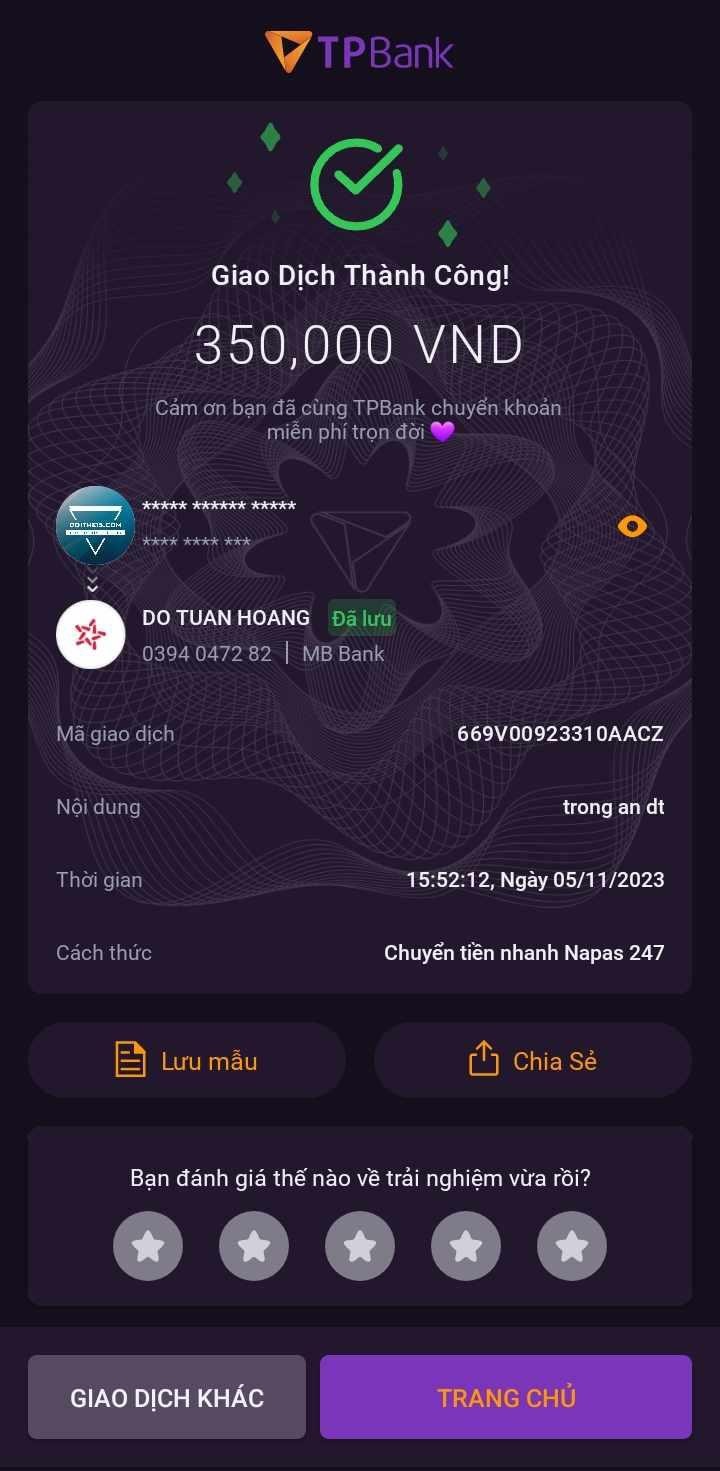 TPBank
Giao Dịch Thành Công!
350,000 VND
Cảm ơn bạn đã cùng TPBank chuyển khoản
miễn phí trọn đời
***** ****** *****
**** **** ***
DO TUAN HOANG Đã lưu
0394 0472 82 | MB Bank
Mã giao dịch 669V00923310AACZ
Nội dung trong an dt
Thời gian 15:52:12, Ngày 05/11/2023
Cách thức Chuyển tiền nhanh Napas 247
Lưu mẫu Chia Sẻ
Bạn đánh giá thế nào về trải nghiệm vừa rồi?
GIAO DỊCH KHÁC TRANG CHỦ